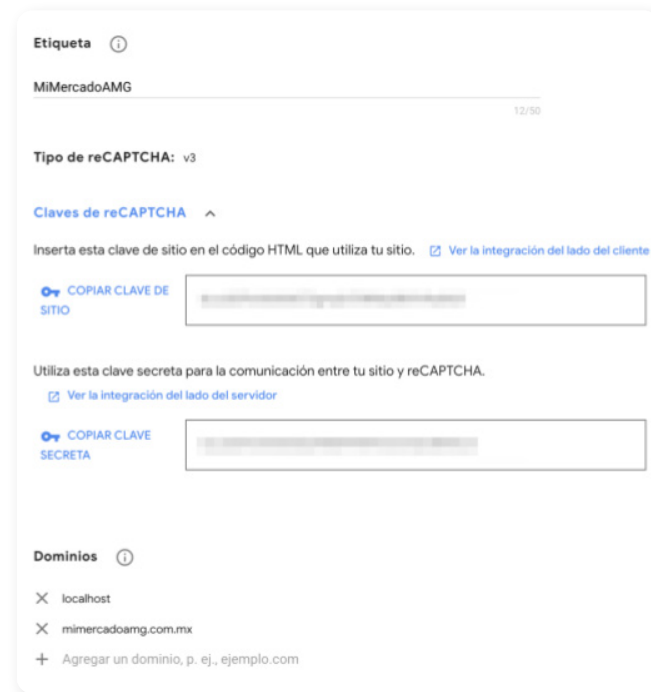 Etiqueta
MiMercadoAMG
12/50
Tipo de reCAPTCHA: v3
Claves de reCAPTCHA
Inserta esta clave de sitio en el código HTML que utiliza tu sitio. Ver la integración del lado del cliente
COPIAR CLAVE DE
SITIO
Utiliza esta clave secreta para la comunicación entre tu sitio y reCAPTCHA.
Ver la integración del lado del servidor
COPIAR CLAVE
SECRETA
Dominios
localhost
mimercadoamg.com.mx
Agregar un dominio, p. ej., ejemplo.com